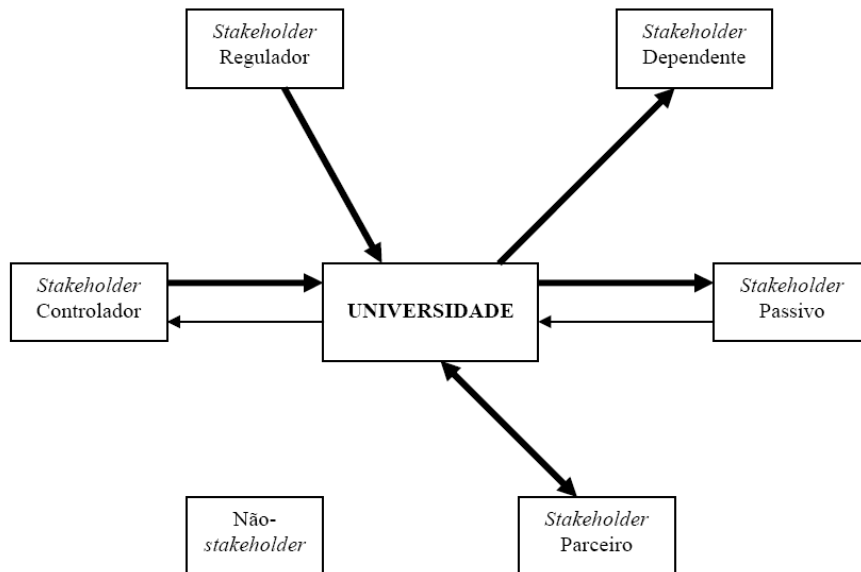 Stakeholder
Regulador
Stakeholder
Dependente
Stakeholder
Controlador
UNIVERSIDADE
Stakeholder
Passivo
Não-
stakeholder
Stakeholder
Parceiro